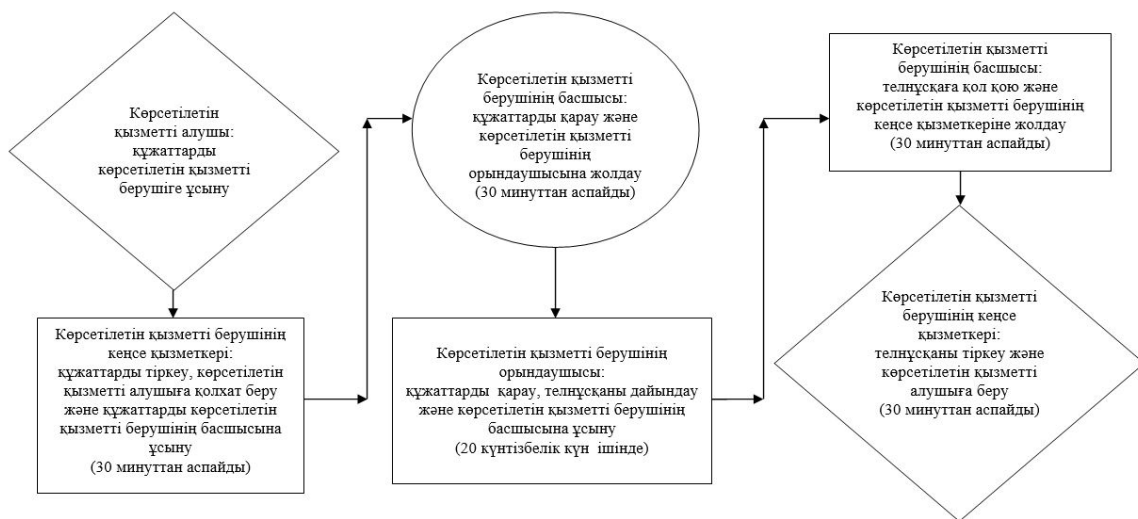 Көрсетілетін
қызметті алушы:
құжаттарды
көрсетілетін қызметті
берушіге ұсыну
Көрсетілетін қызметті берушінің
кеңсе қызметкері:
құжаттарды тіркеу, көрсетілетін
қызметті алушыға қолхат беру
және құжаттарды көрсетілетін
қызметті берушінің басшысына
ұсыну
(30 минуттан аспайды)
Көрсетілетін қызметті
берушінің басшысы:
құжаттарды қарау және
көрсетілетін қызметті
берушінің
орындаушысына жолдау
(30 минуттан аспайды)
Көрсетілетін қызметті берушінің
орындаушысы:
құжаттарды қарау, телнұсқаны дайындау
және көрсетілетін қызметті берушінің
басшысына ұсыну
(20 күнтізбелік күн ішінде)
Көрсетілетін қызметті
берушінің басшысы:
телнұсқаға қол қою және
көрсетілетін қызметті берушінің
кеңсе қызметкеріне жолдау
(30 минуттан аспайды)
Көрсетілетін қызметті
берушінің кеңсе
қызметкері:
телнұсқаны тіркеу және
көрсетілетін қызметті
алушыға беру
(30 минуттан аспайды)